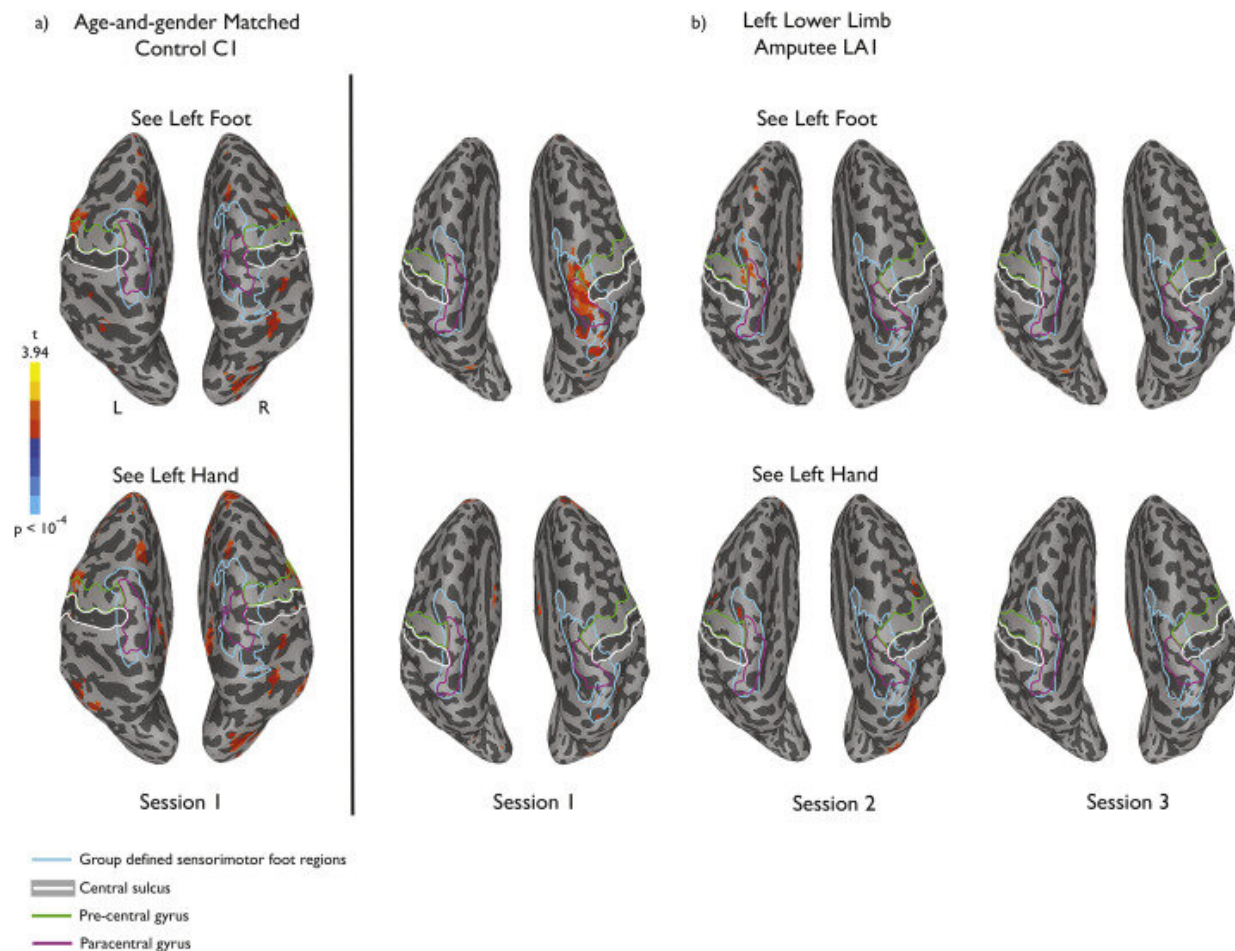 a) Age-and-gender Matched
Control C1
b) Left Lower Limb
Amputee LA1
See Left Foot
See Left Foot
t
3.94
L
R
p < 10^-4
See Left Hand
See Left Hand
Session 1
Session 1
Session 2
Session 3
Group defined sensorimotor foot regions
Central sulcus
Pre-central gyrus
Paracentral gyrus